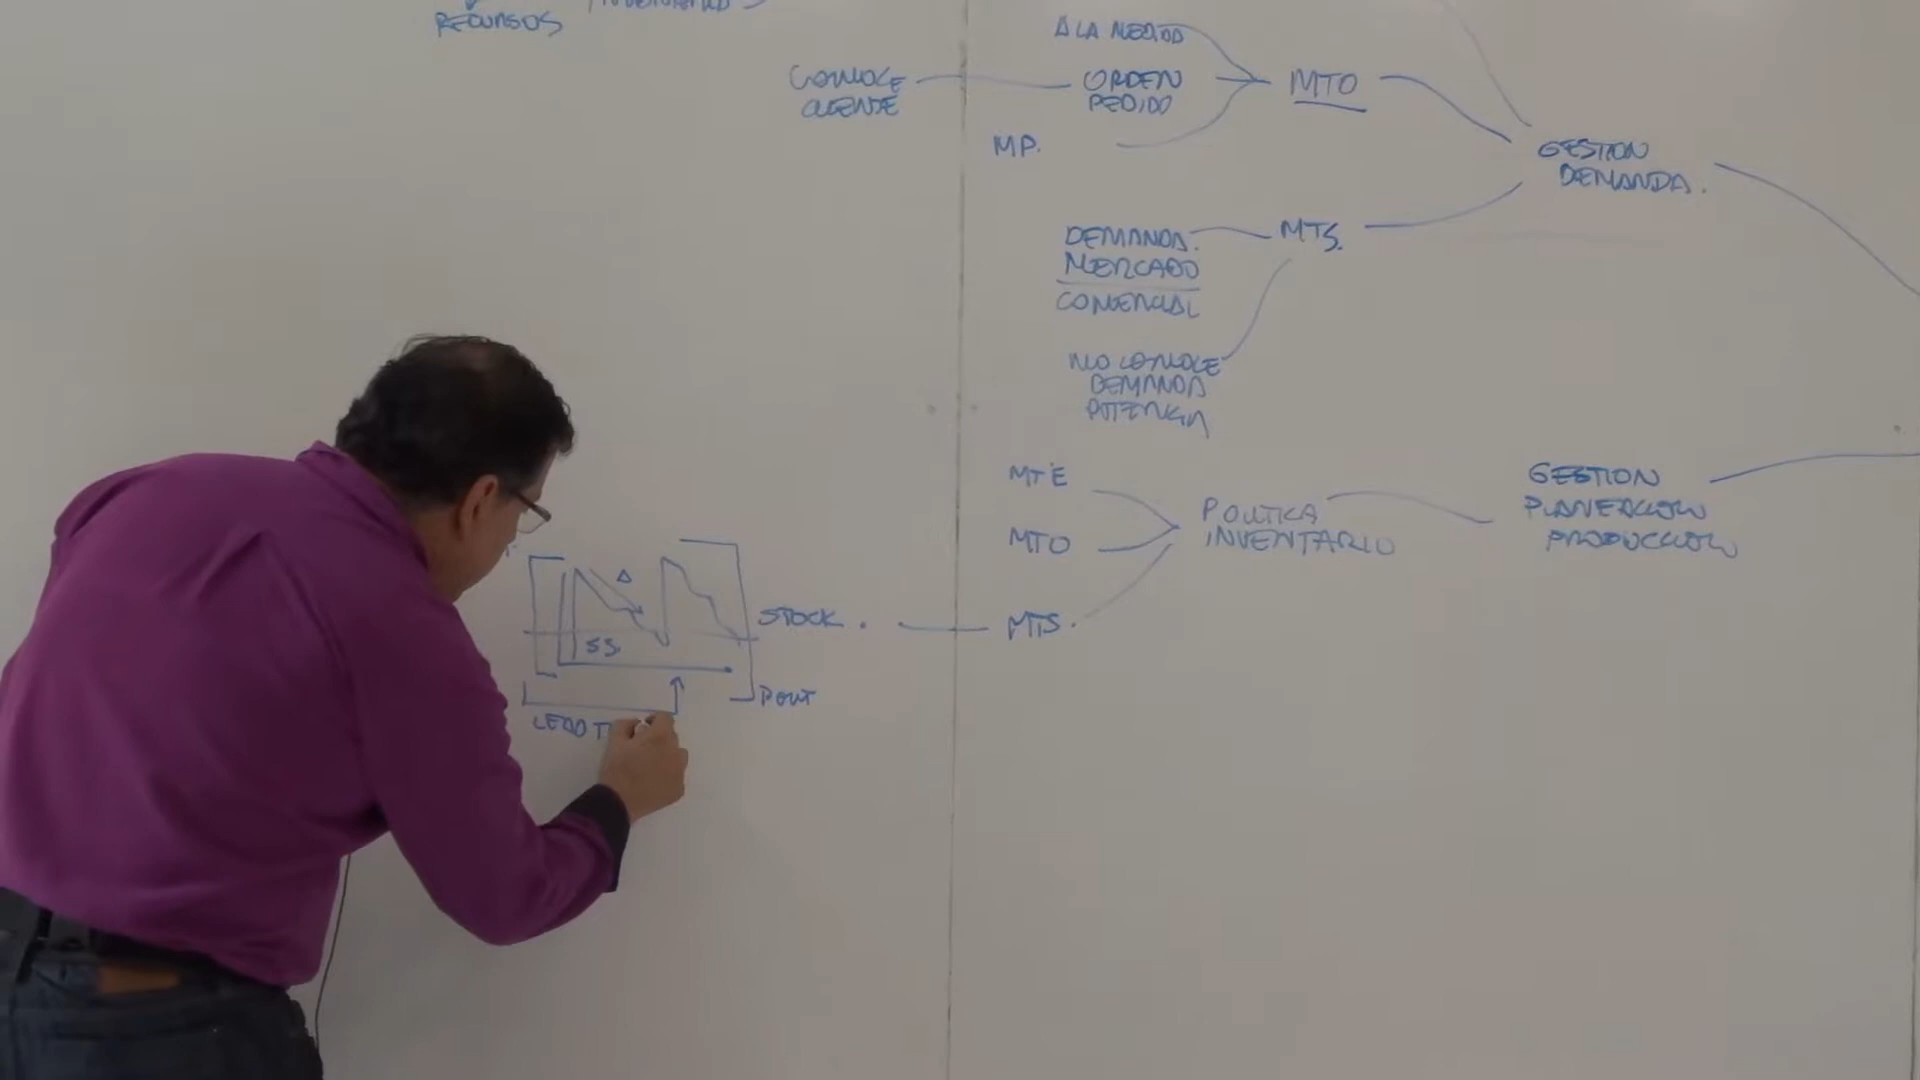 RECURSOS
A LA MEDIDA
CONOCE
CLIENTE
ORDEN
PEDIDO
MTO
MP.
GESTION
DEMANDA.
DEMANDA.
MERCADO
COMERCIAL
MTS.
NO CONOCE
DEMANDA
POTENCIAL
MTE
MTO
MTS.
POLITICA
INVENTARIO
GESTION
PLANEACION
PRODUCCION
Δ
SS.
STOCK.
LEAD T